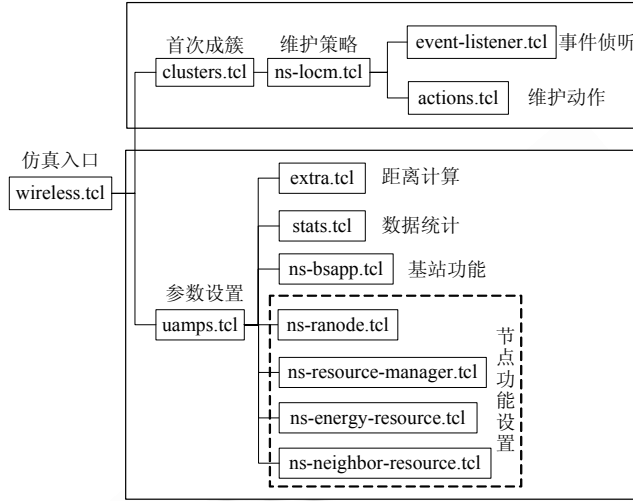 首次成簇
维护策略
event-listener.tcl 事件侦听
clusters.tcl
ns-locm.tcl
actions.tcl 维护动作
仿真入口
wireless.tcl
extra.tcl 距离计算
stats.tcl 数据统计
ns-bsapp.tcl 基站功能
参数设置
uamps.tcl
ns-ranode.tcl
ns-resource-manager.tcl
ns-energy-resource.tcl
ns-neighbor-resource.tcl
节点功能设置